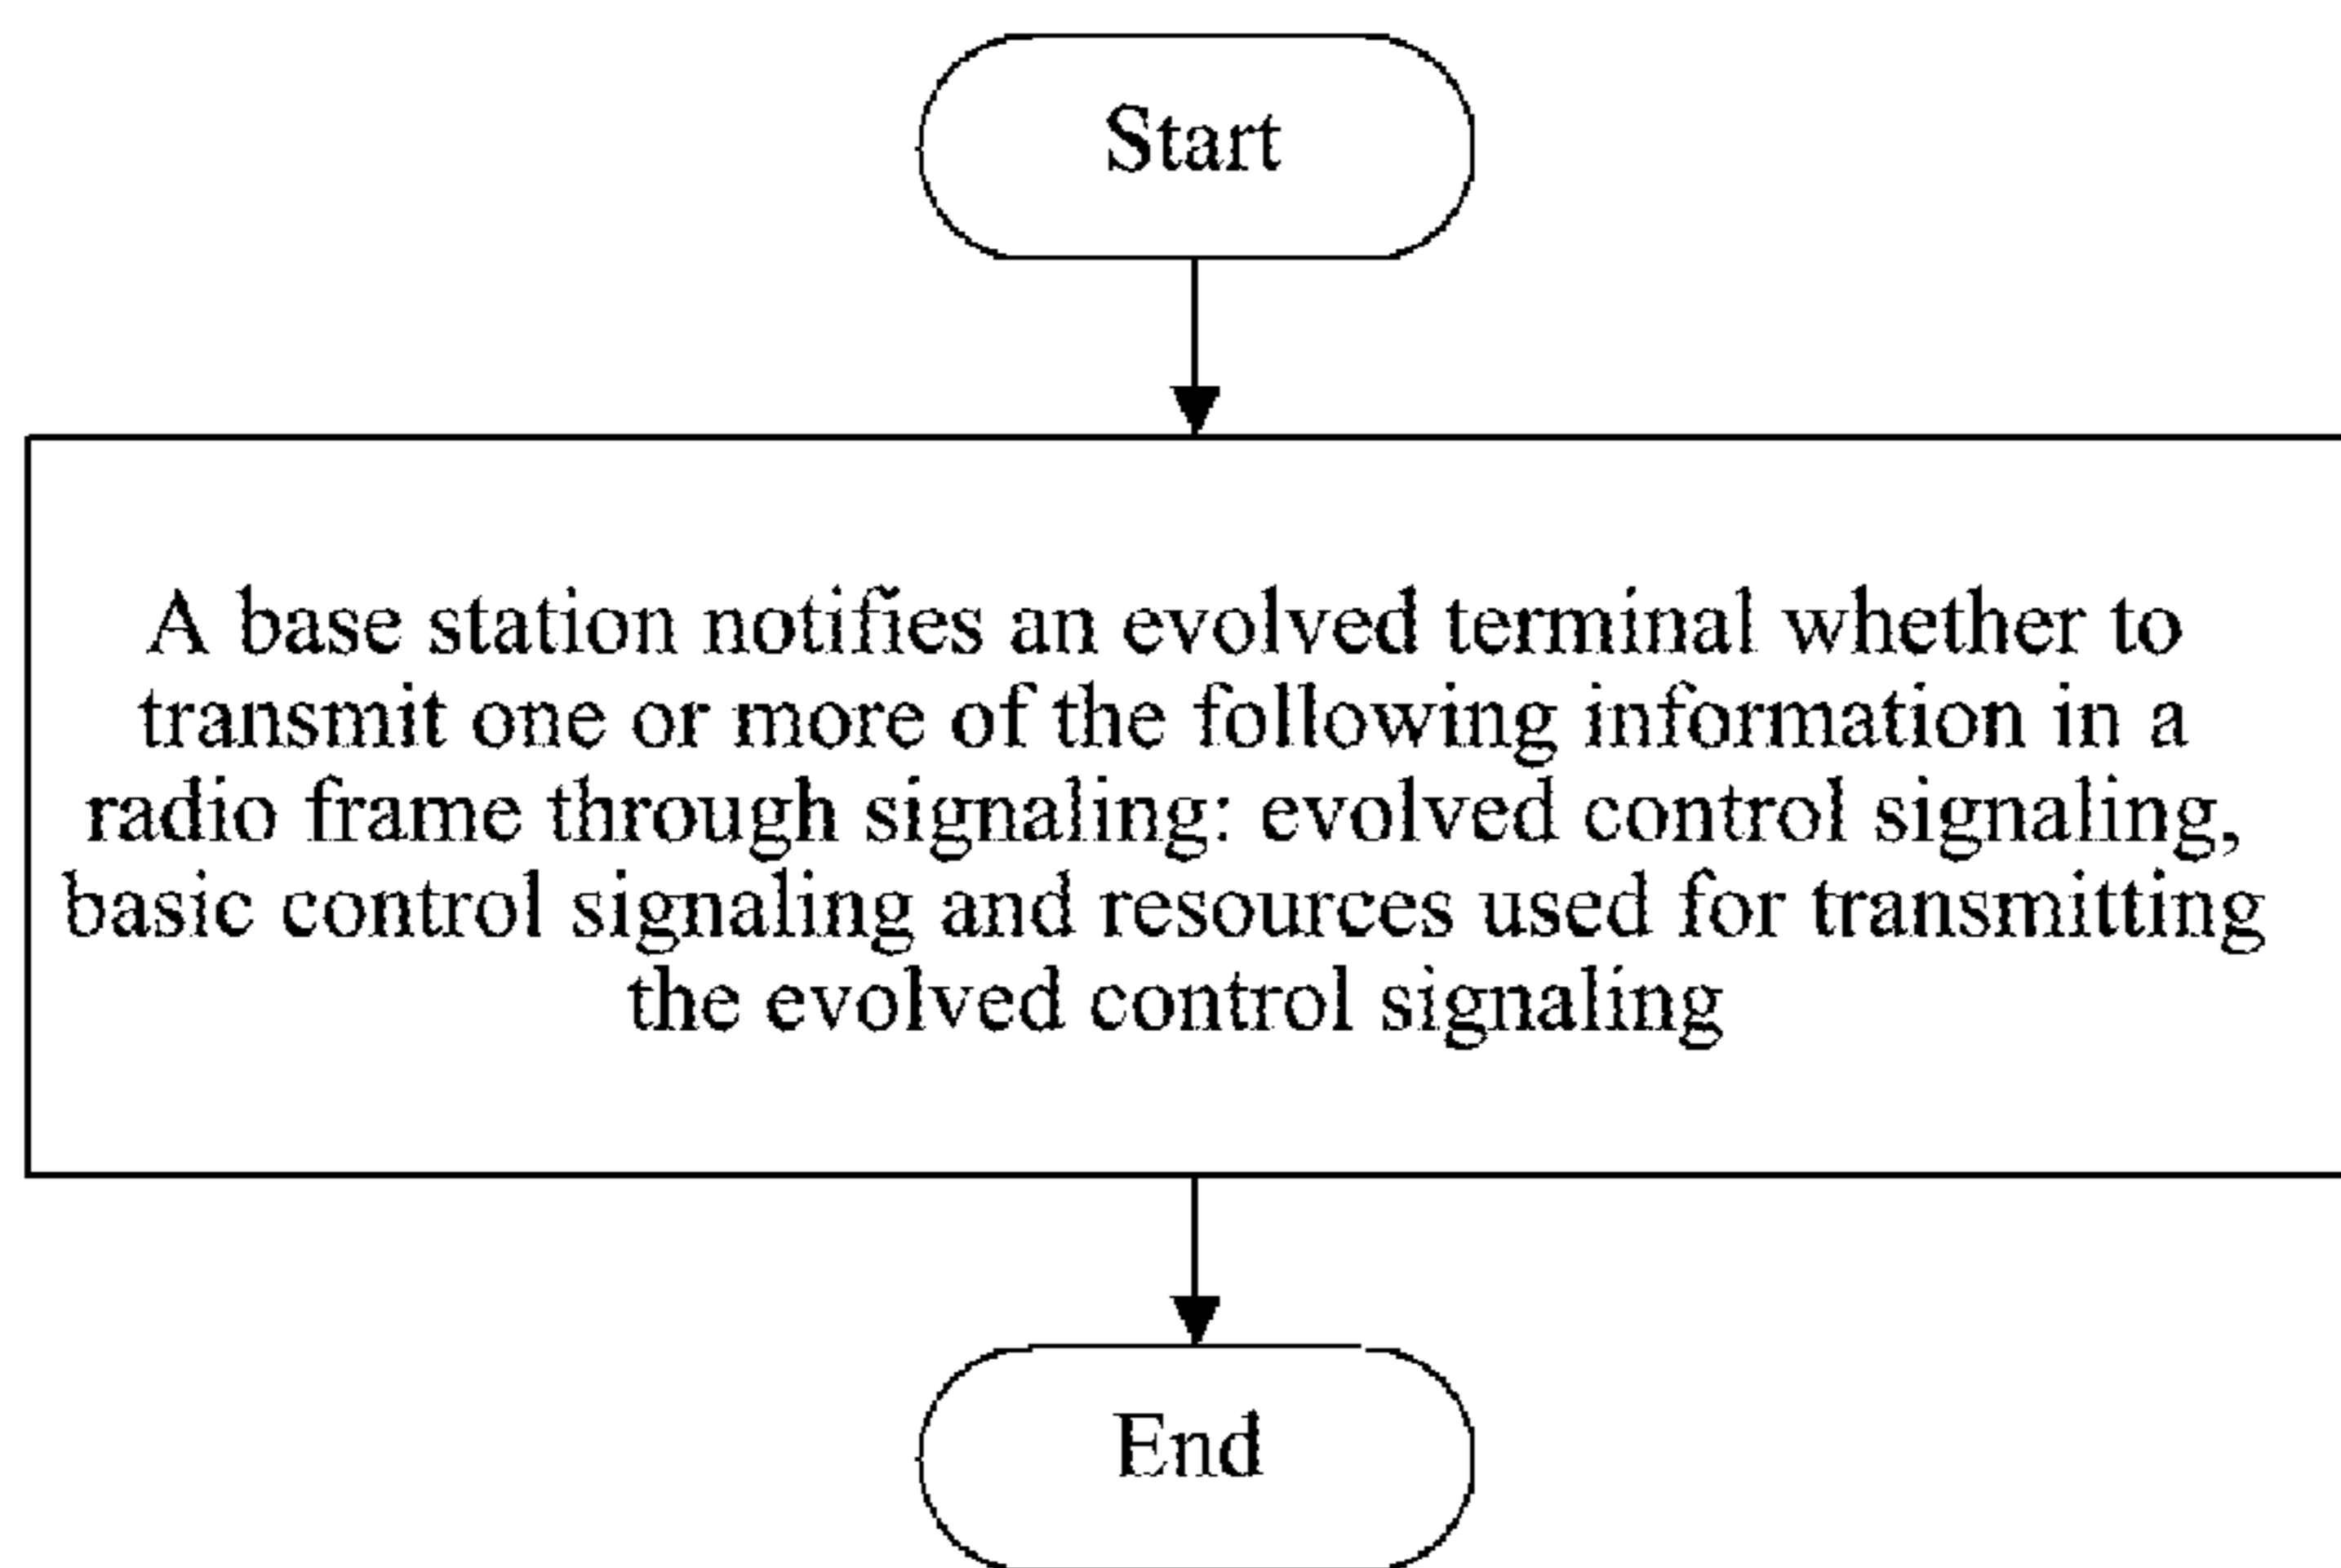 Start
A base station notifies an evolved terminal whether to
transmit one or more of the following information in a
radio frame through signaling: evolved control signaling,
basic control signaling and resources used for transmitting
the evolved control signaling
End